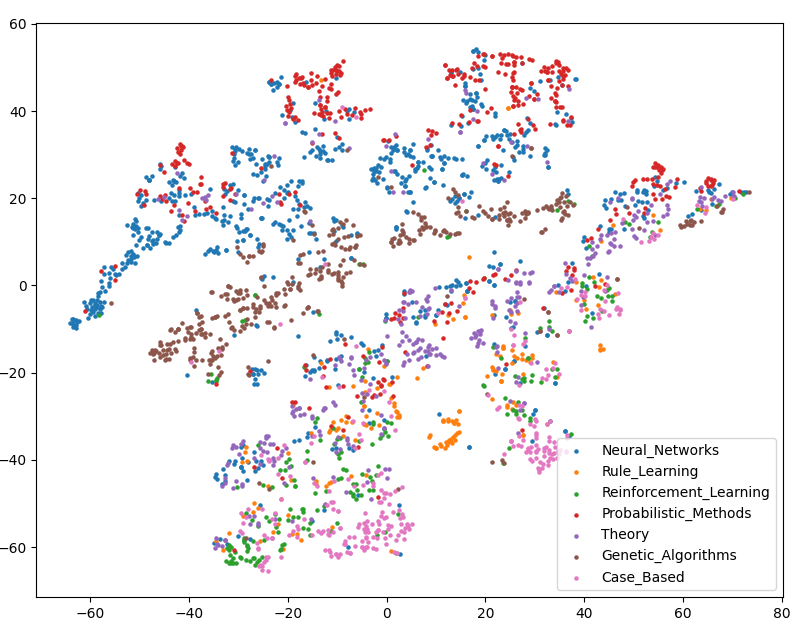 60
40
20
0
−20
−40
−60
−60
−40
−20
0
20
40
60
80
Neural_Networks
Rule_Learning
Reinforcement_Learning
Probabilistic_Methods
Theory
Genetic_Algorithms
Case_Based